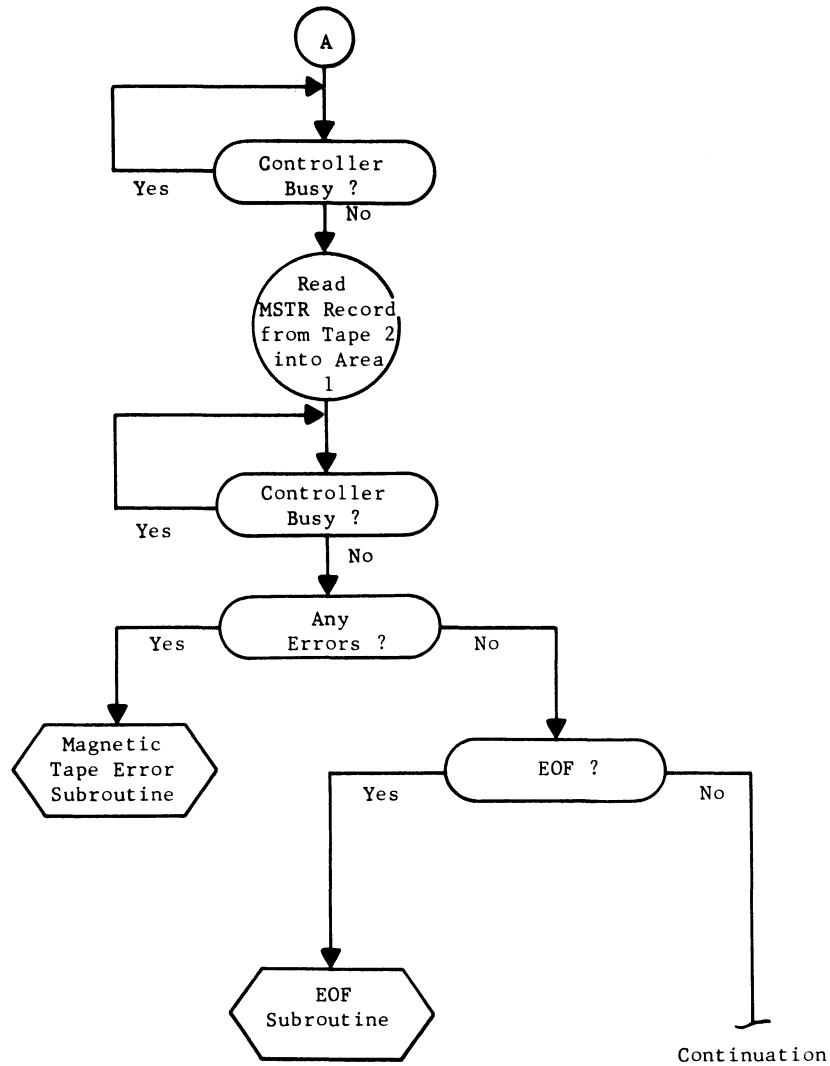 A
Controller
Busy ?
Yes
No
Read
MSTR Record
from Tape 2
into Area
1
Controller
Busy ?
Yes
No
Any
Errors ?
Yes
No
Magnetic
Tape Error
Subroutine
EOF ?
Yes
No
EOF
Subroutine
Continuation